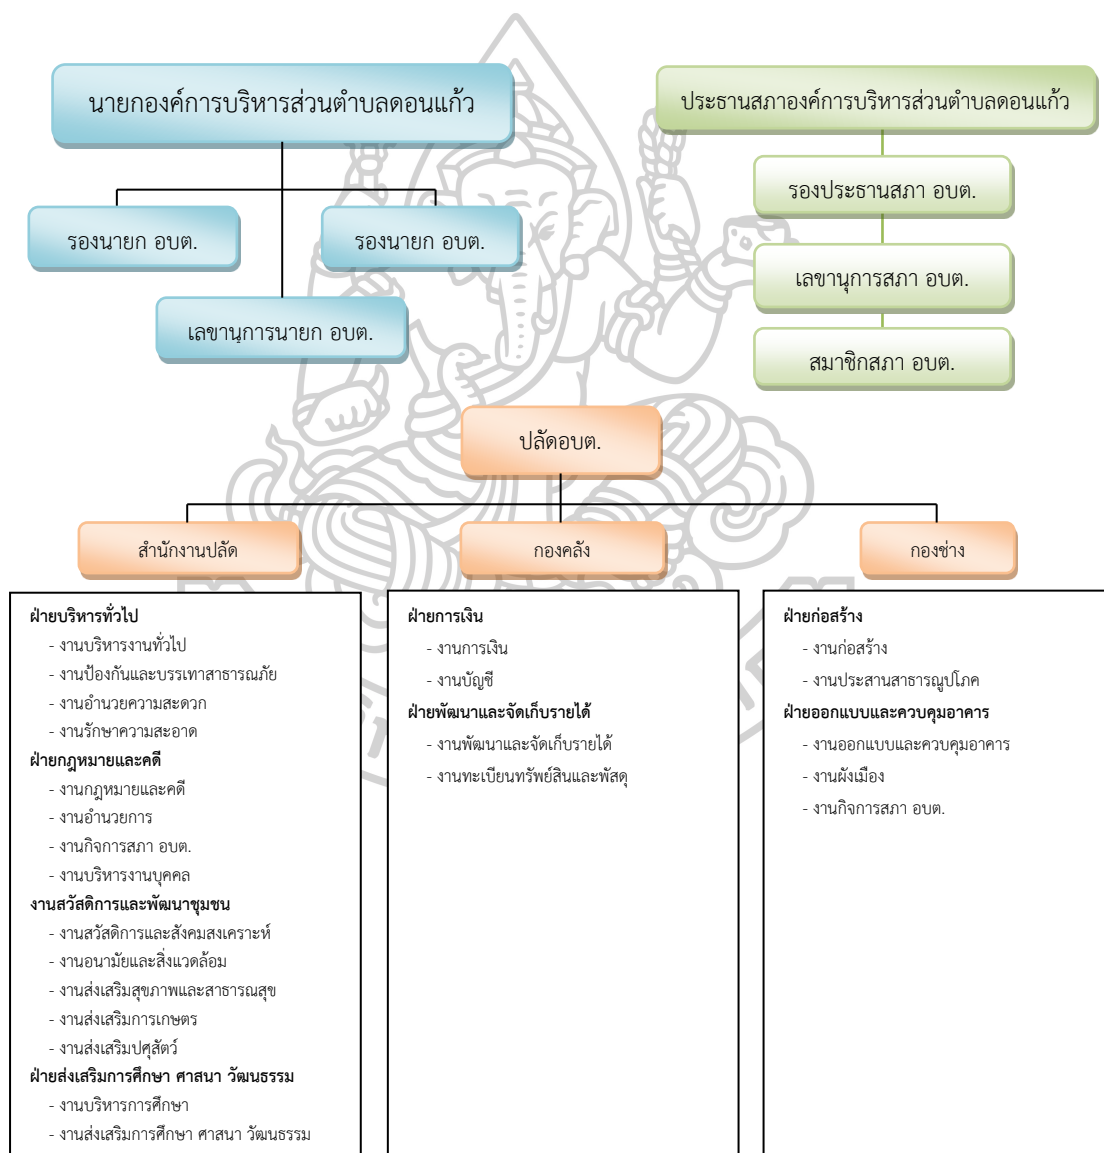 นายกองค์การบริหารส่วนตำบลดอนแก้ว
ประธานสภาองค์การบริหารส่วนตำบลดอนแก้ว
รองนายก อบต.
รองนายก อบต.
เลขานุการนายก อบต.
รองประธานสภา อบต.
เลขานุการสภา อบต.
สมาชิกสภา อบต.
ปลัดอบต.
สำนักงานปลัด
กองคลัง
กองช่าง
ฝ่ายบริหารทั่วไป
- งานบริหารงานทั่วไป
- งานป้องกันและบรรเทาสาธารณภัย
- งานอำนวยความสะดวก
- งานรักษาความสะอาด
ฝ่ายกฎหมายและคดี
- งานกฎหมายและคดี
- งานอำนวยการ
- งานกิจการสภา อบต.
- งานบริหารงานบุคคล
งานสวัสดิการและพัฒนาชุมชน
- งานสวัสดิการและสังคมสงเคราะห์
- งานอนามัยและสิ่งแวดล้อม
- งานส่งเสริมสุขภาพและสาธารณสุข
- งานส่งเสริมการเกษตร
- งานส่งเสริมปศุสัตว์
ฝ่ายส่งเสริมการศึกษา ศาสนา วัฒนธรรม
- งานบริหารการศึกษา
- งานส่งเสริมการศึกษา ศาสนา วัฒนธรรม
ฝ่ายการเงิน
- งานการเงิน
- งานบัญชี
ฝ่ายพัฒนาและจัดเก็บรายได้
- งานพัฒนาและจัดเก็บรายได้
- งานทะเบียนทรัพย์สินและพัสดุ
ฝ่ายก่อสร้าง
- งานก่อสร้าง
- งานประสานสาธารณูปโภค
ฝ่ายออกแบบและควบคุมอาคาร
- งานออกแบบและควบคุมอาคาร
- งานผังเมือง
- งานกิจการสภา อบต.